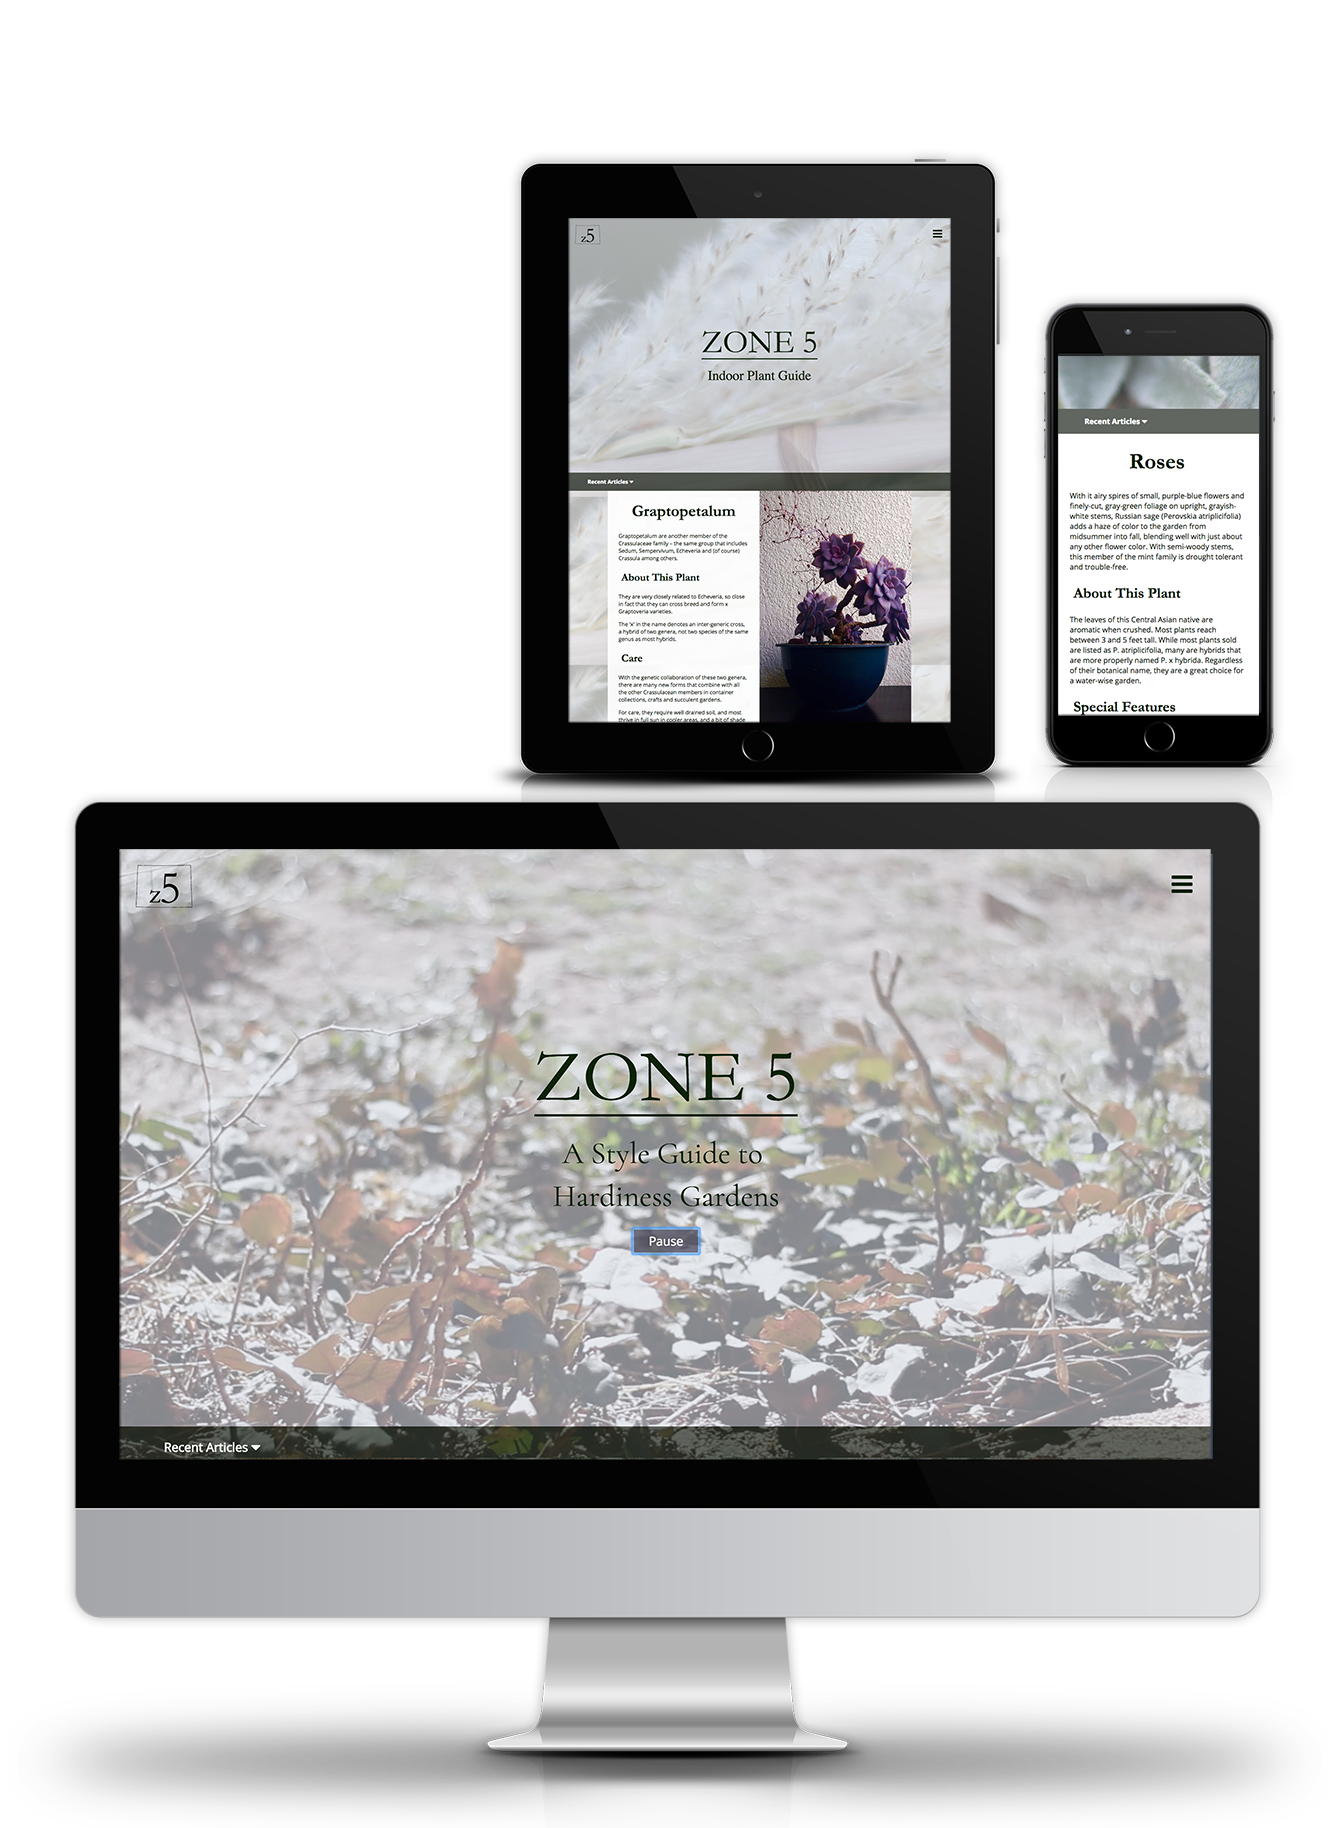 z5
ZONE 5
Indoor Plant Guide
Recent Articles
Graptopetalum
Graptopetalum are another member of the
Crassulaceae family – the same group that includes
Sedum, Sempervivum, Echeveria and (of course)
Crassula among others.
About This Plant
They are very closely related to Echeveria, so close
in fact that they can cross breed and form x
Graptoveria varieties.
The 'x' in the name denotes an inter-generic cross,
a hybrid of two genera, not two species of the same
genus as most hybrids.
Care
With the genetic collaboration of these two genera,
there are many new forms that combine with all
the other Crassulacean members in container
collections, crafts and succulent gardens.
For care, they require well drained soil, and most
thrive in full sun in cooler areas, and a bit of shade
Recent Articles
Roses
With it airy spires of small, purple-blue flowers and
finely-cut, gray-green foliage on upright, grayish-
white stems, Russian sage (Perovskia atriplicifolia)
adds a haze of color to the garden from
midsummer into fall, blending well with just about
any other flower color. With semi-woody stems,
this member of the mint family is drought tolerant
and trouble-free.
About This Plant
The leaves of this Central Asian native are
aromatic when crushed. Most plants reach
between 3 and 5 feet tall. While most plants sold
are listed as P. atriplicifolia, many are hybrids that
are more properly named P. x hybrida. Regardless
of their botanical name, they are a great choice for
a water-wise garden.
Special Features
z5
ZONE 5
A Style Guide to
Hardiness Gardens
Pause
Recent Articles